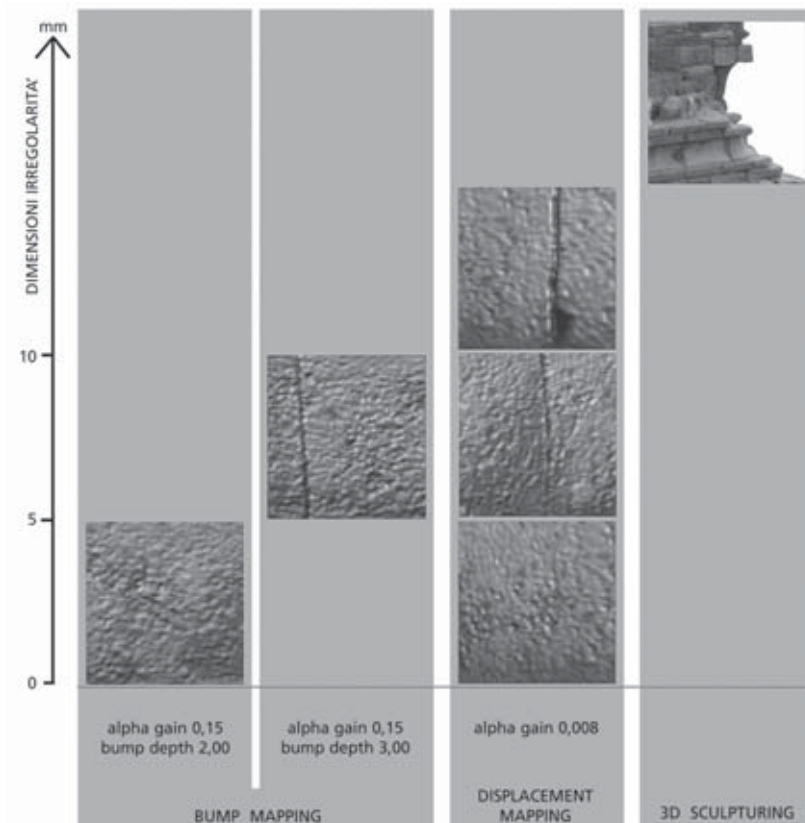 mm
DIMENSIONI IRREGOLARITA'
10
5
0
alpha gain 0,15
bump depth 2,00
alpha gain 0,15
bump depth 3,00
alpha gain 0,008
BUMP MAPPING
DISPLACEMENT
MAPPING
3D SCULPTURING